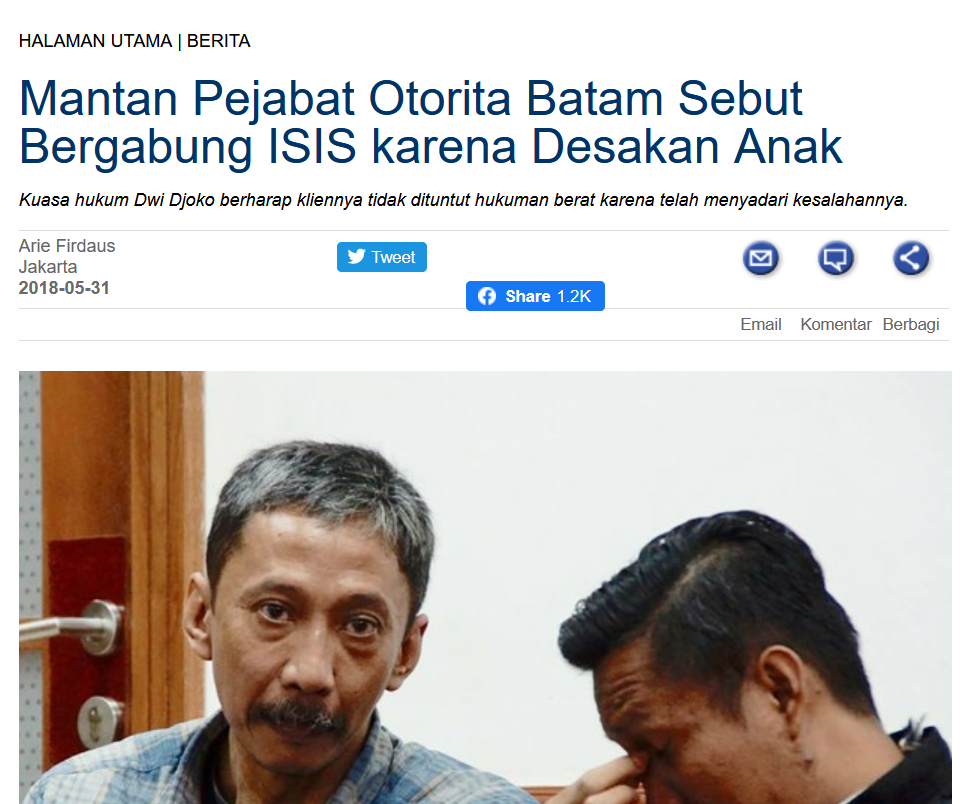 HALAMAN UTAMA | BERITA
Mantan Pejabat Otorita Batam Sebut
Bergabung ISIS karena Desakan Anak
Kuasa hukum Dwi Djoko berharap kliennya tidak dituntut hukuman berat karena telah menyadari kesalahannya.
Arie Firdaus
Jakarta
2018-05-31
Tweet
Share 1.2K
Email Komentar Berbagi